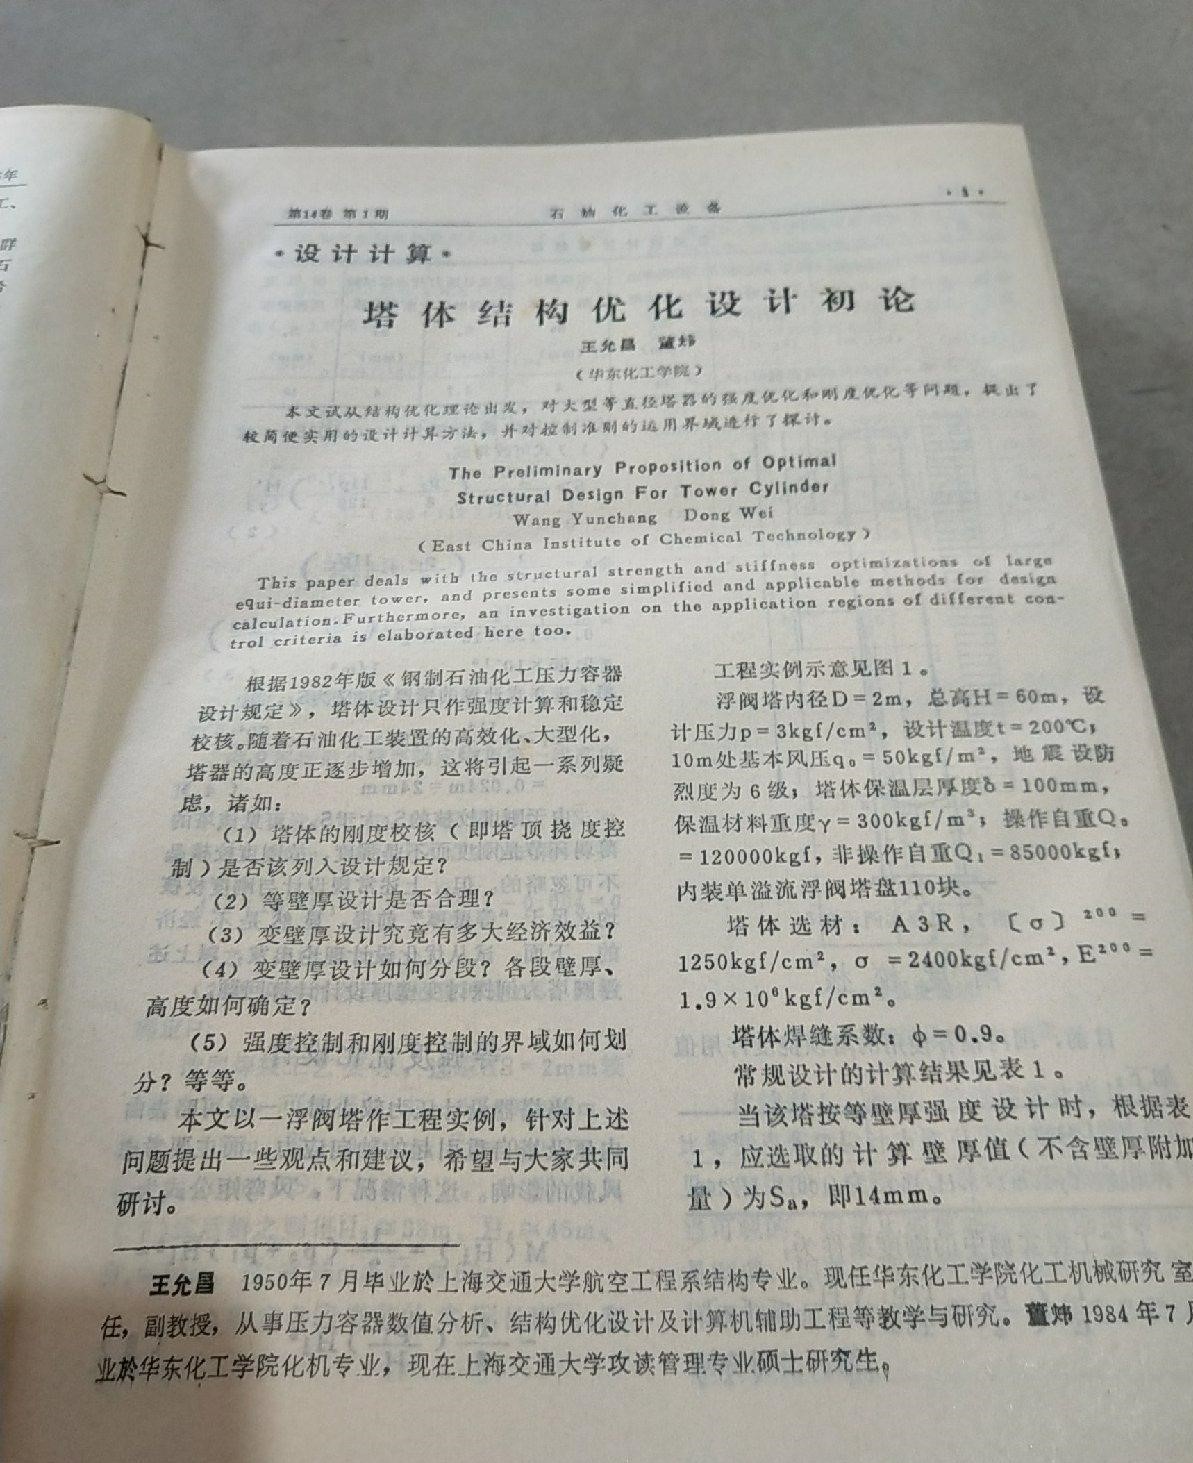 年
工、
群
石
第14卷 第1期 石油化工设备
·设计计算·
塔体结构优化设计初论
王允昌 董炜
(华东化工学院)
本文试从结构优化理论出发,对大型等直径塔器的强度优化和刚度优化等问题,提出了
较简便实用的设计计算方法,并对控制准则的运用界域进行了探讨。
The Preliminary Proposition of Optimal
Structural Design For Tower Cylinder
Wang Yunchang Dong Wei
(East China Institute of Chemical Technology)
This paper deals with the structural strength and stiffness optimizations of large
equi-diameter tower, and presents some simplified and applicable methods for design
calculation.Furthermore, an investigation on the application regions of different con-
trol criteria is elaborated here too.
根据1982年版《钢制石油化工压力容器
设计规定》,塔体设计只作强度计算和稳定
校核。随着石油化工装置的高效化、大型化,
塔器的高度正逐步增加,这将引起一系列疑
虑,诸如:
(1)塔体的刚度校核(即塔顶挠度控
制)是否该列入设计规定?
(2)等壁厚设计是否合理?
(3)变壁厚设计究竟有多大经济效益?
(4)变壁厚设计如何分段?各段壁厚、
高度如何确定?
(5)强度控制和刚度控制的界域如何划
分?等等。
本文以一浮阀塔作工程实例,针对上述
问题提出一些观点和建议,希望与大家共同
研讨。
工程实例示意见图1。
浮阀塔内径D=2m,总高H=60m,设
计压力p=3kgf/cm²,设计温度t=200℃;
10m处基本风压q₀=50kgf/m²,地震设防
烈度为6级;塔体保温层厚度δ=100mm,
保温材料重度γ=300kgf/m³;操作自重Q₀
=120000kgf,非操作自重Q₁=85000kgf;
内装单溢流浮阀塔盘110块。
塔体选材:A3R,〔σ〕²⁰⁰=
1250kgf/cm²,σ =2400kgf/cm²,E²⁰⁰=
1.9×10⁶kgf/cm²。
塔体焊缝系数:φ=0.9。
常规设计的计算结果见表1。
当该塔按等壁厚强度设计时,根据表
1,应选取的计算壁厚值(不含壁厚附加
量)为Sₐ,即14mm。
王允昌 1950年7月毕业於上海交通大学航空工程系结构专业。现任华东化工学院化工机械研究室
任,副教授,从事压力容器数值分析、结构优化设计及计算机辅助工程等教学与研究。董炜 1984年7月
业於华东化工学院化机专业,现在上海交通大学攻读管理专业硕士研究生。